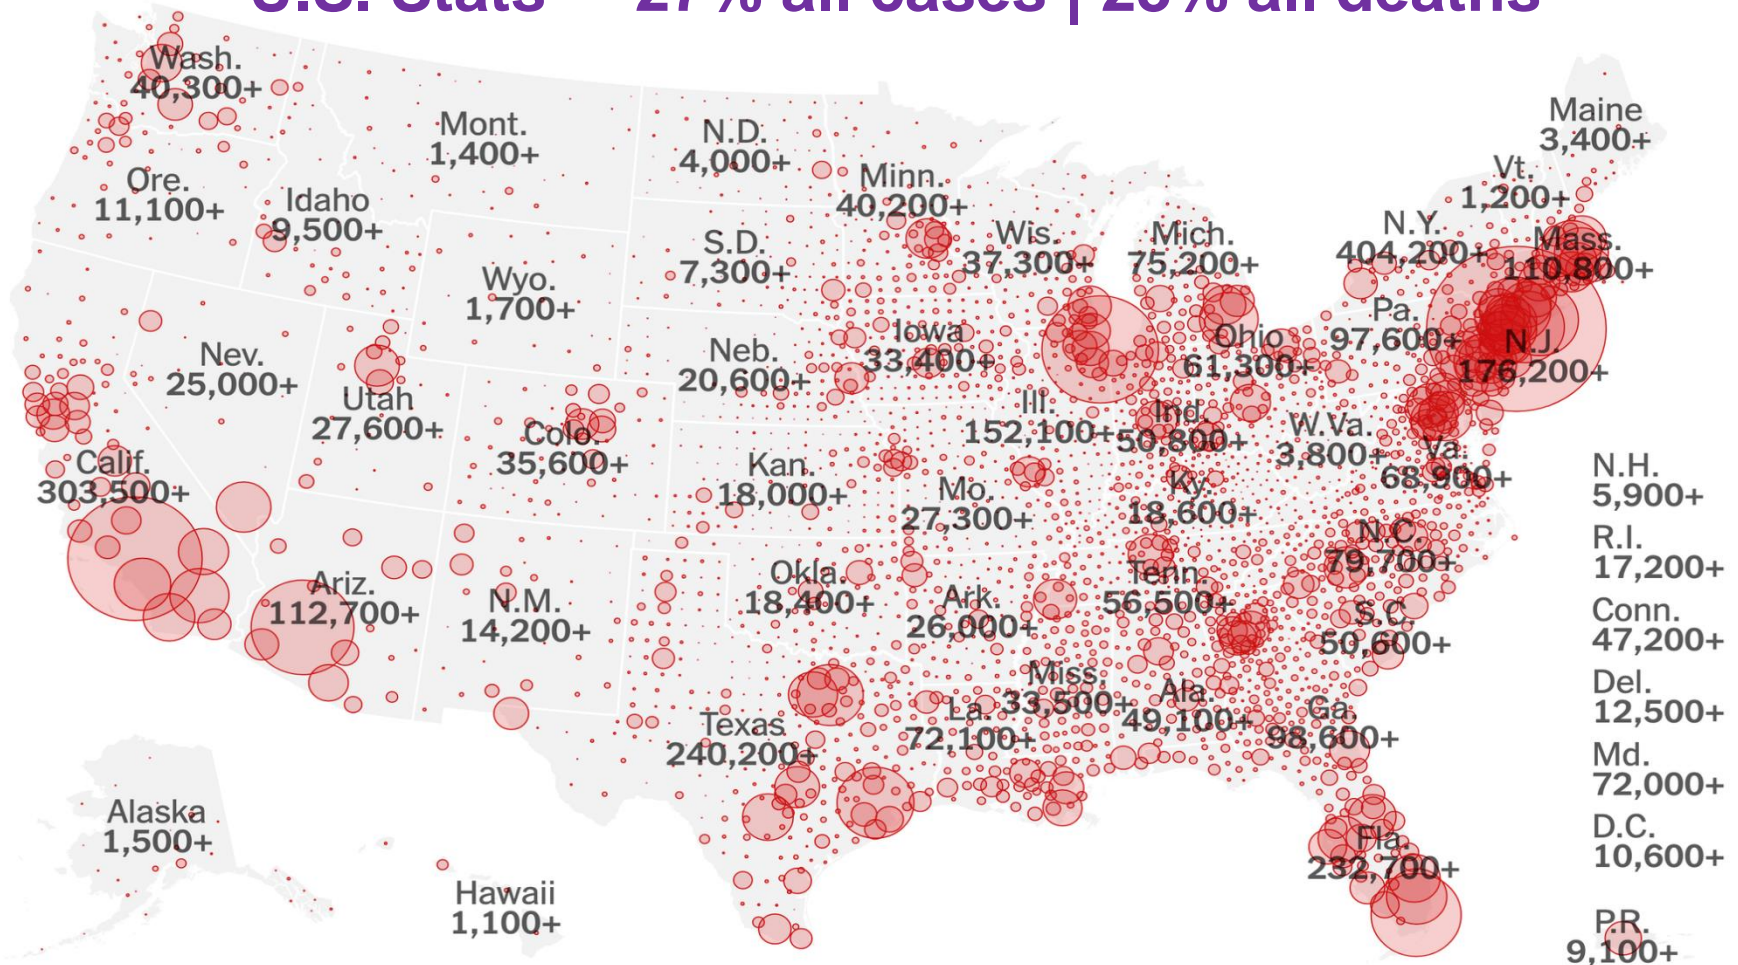 U.S. Stats 27% all cases | 25% all deaths
Wash.
40,300+
Mont.
1,400+
N.D.
4,000+
Minn.
40,200+
Maine
3,400+
Vt.
1,200+
Ore.
11,100+
Idaho
9,500+
S.D.
7,300+
Wis.
37,300+
Mich.
75,200+
N.Y.
404,200+
Mass.
110,800+
Wyo.
1,700+
Nev.
25,000+
Utah
27,600+
Colo.
35,600+
Neb.
20,600+
Iowa
33,400+
Ill.
152,100+
Ind.
50,800+
Ohio
61,300+
Pa.
97,600+
N.J.
176,200+
W.Va.
3,800+
Va.
68,900+
Calif.
303,500+
Kan.
18,000+
Mo.
27,300+
Ky.
18,600+
N.C.
79,700+
Ariz.
112,700+
N.M.
14,200+
Okla.
18,400+
Ark.
26,000+
Tenn.
56,500+
S.C.
50,600+
Texas
240,200+
La.
72,100+
Miss.
33,500+
Ala.
49,100+
Ga.
98,600+
Fla.
232,700+
Alaska
1,500+
Hawaii
1,100+
N.H.
5,900+
R.I.
17,200+
Conn.
47,200+
Del.
12,500+
Md.
72,000+
D.C.
10,600+
P.R.
9,100+